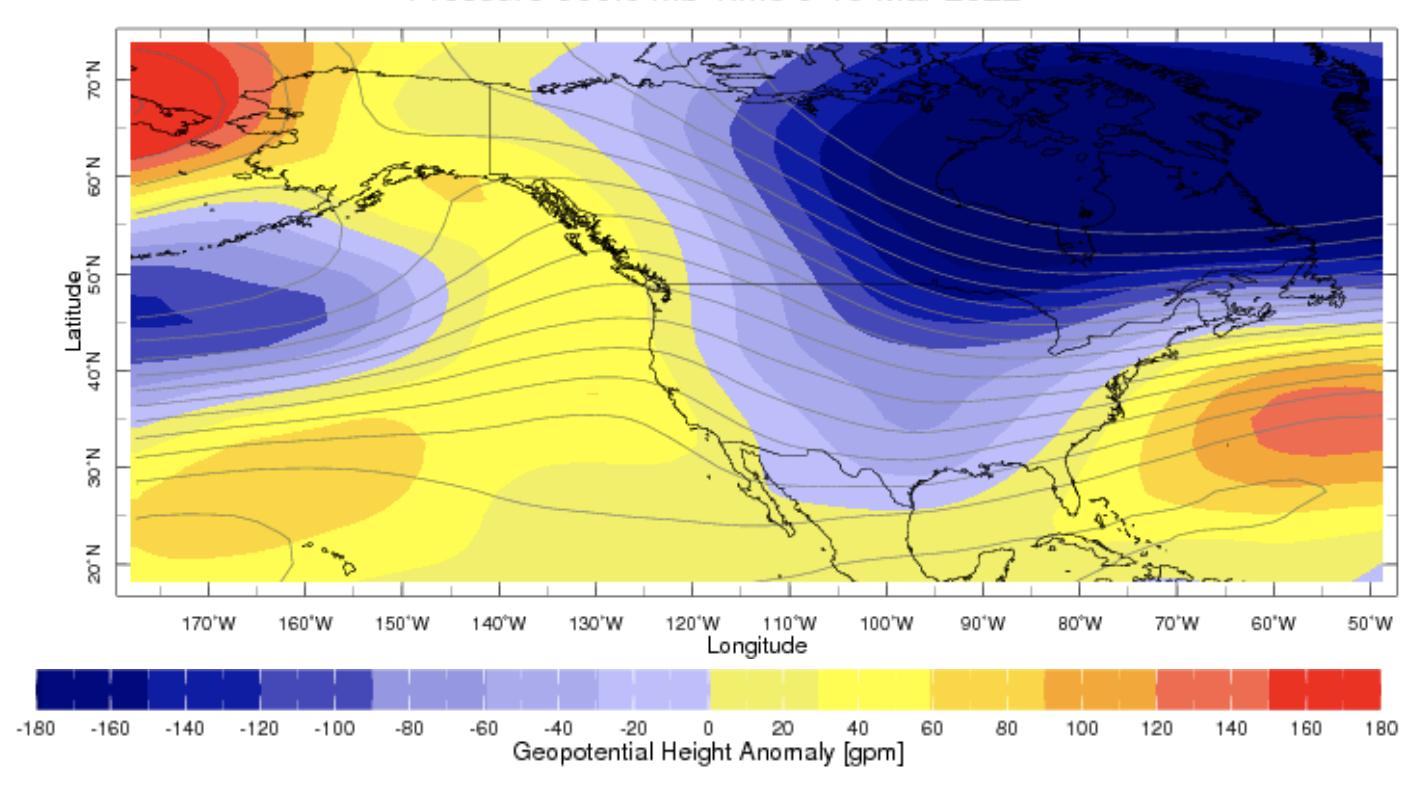 70°N
60°N
50°N
40°N
30°N
20°N
Latitude
170°W 160°W 150°W 140°W 130°W 120°W 110°W 100°W 90°W 80°W 70°W 60°W 50°W
Longitude
-180 -160 -140 -120 -100 -80 -60 -40 -20 0 20 40 60 80 100 120 140 160 180
Geopotential Height Anomaly [gpm]